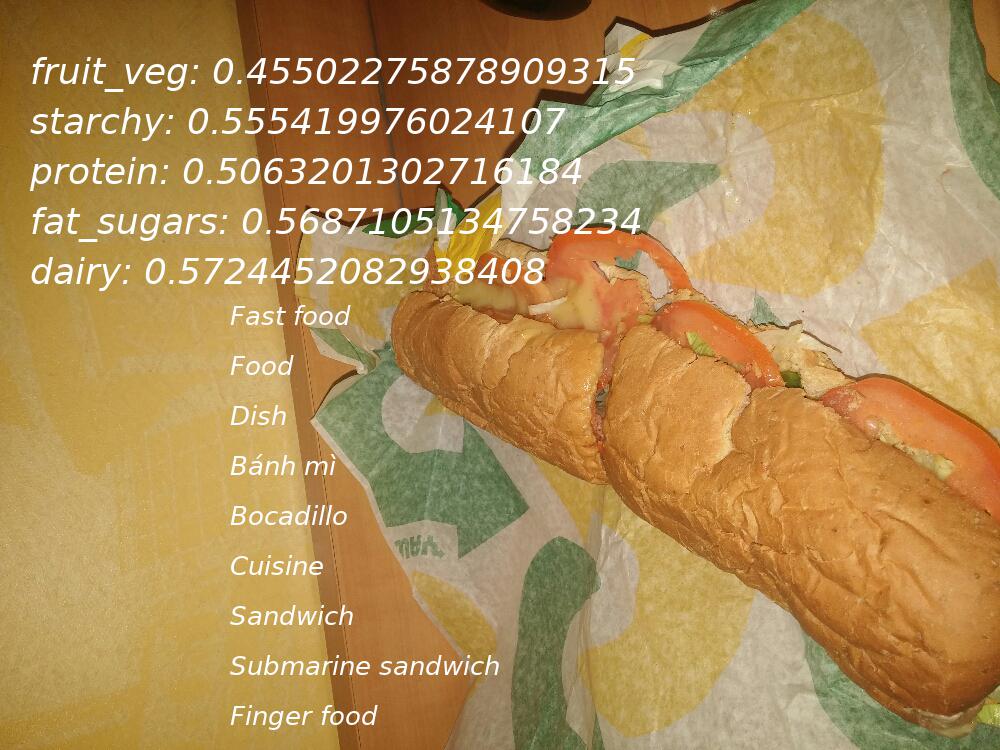 fruit_veg: 0.45502275878909315
starchy: 0.555419976024107
protein: 0.5063201302716184
fat_sugars: 0.5687105134758234
dairy: 0.5724452082938408
Fast food
Food
Dish
Bánh mì
Bocadillo
Cuisine
Sandwich
Submarine sandwich
Finger food